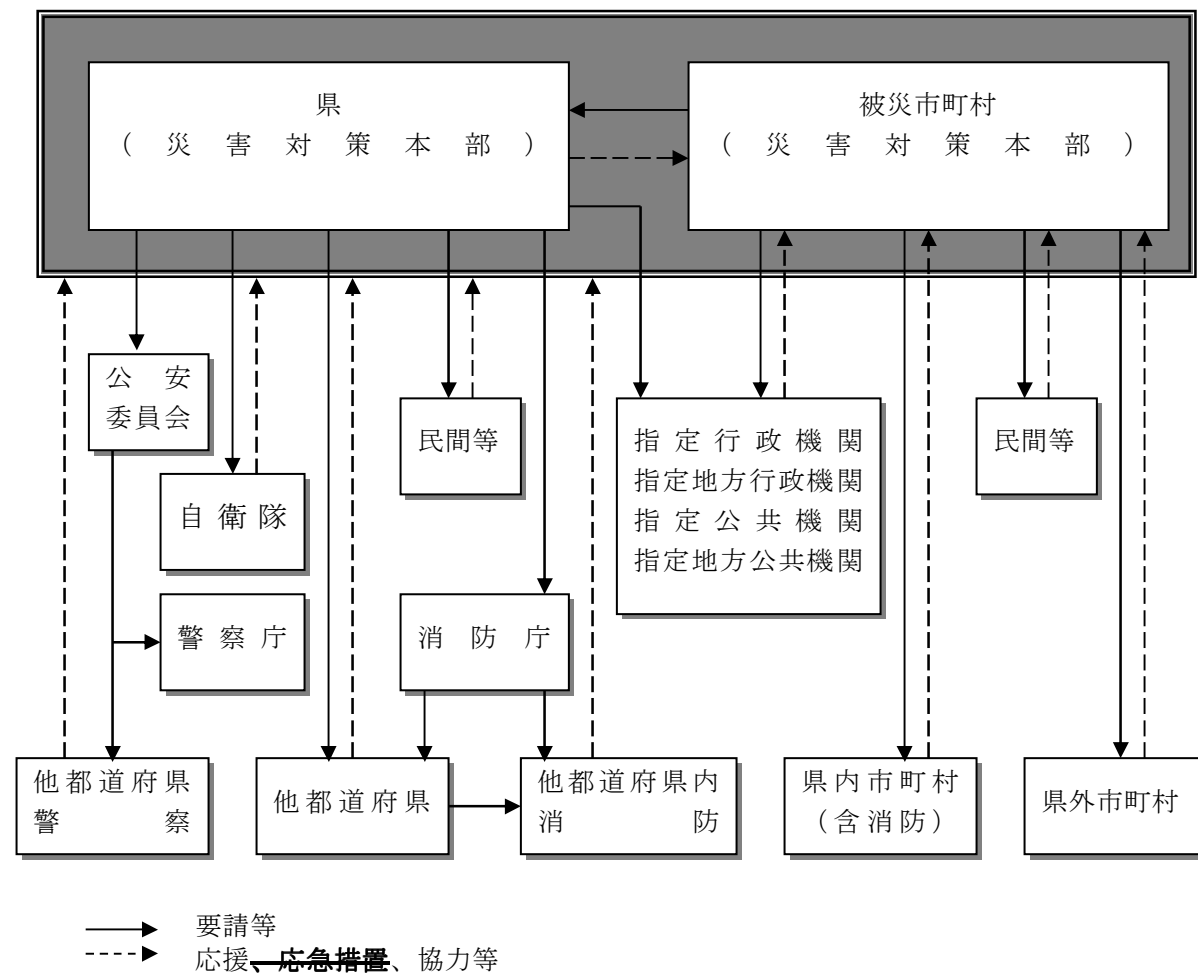 県
(災害対策本部)
被災市町村
(災害対策本部)
公安
委員会
民間等
指定行政機関
指定地方行政機関
指定公共機関
指定地方公共機関
民間等
自衛隊
警察庁
消防庁
他都道府県
警察
他都道府県
他都道府県内
消防
県内市町村
(含消防)
県外市町村
要請等
応援、応急措置、協力等